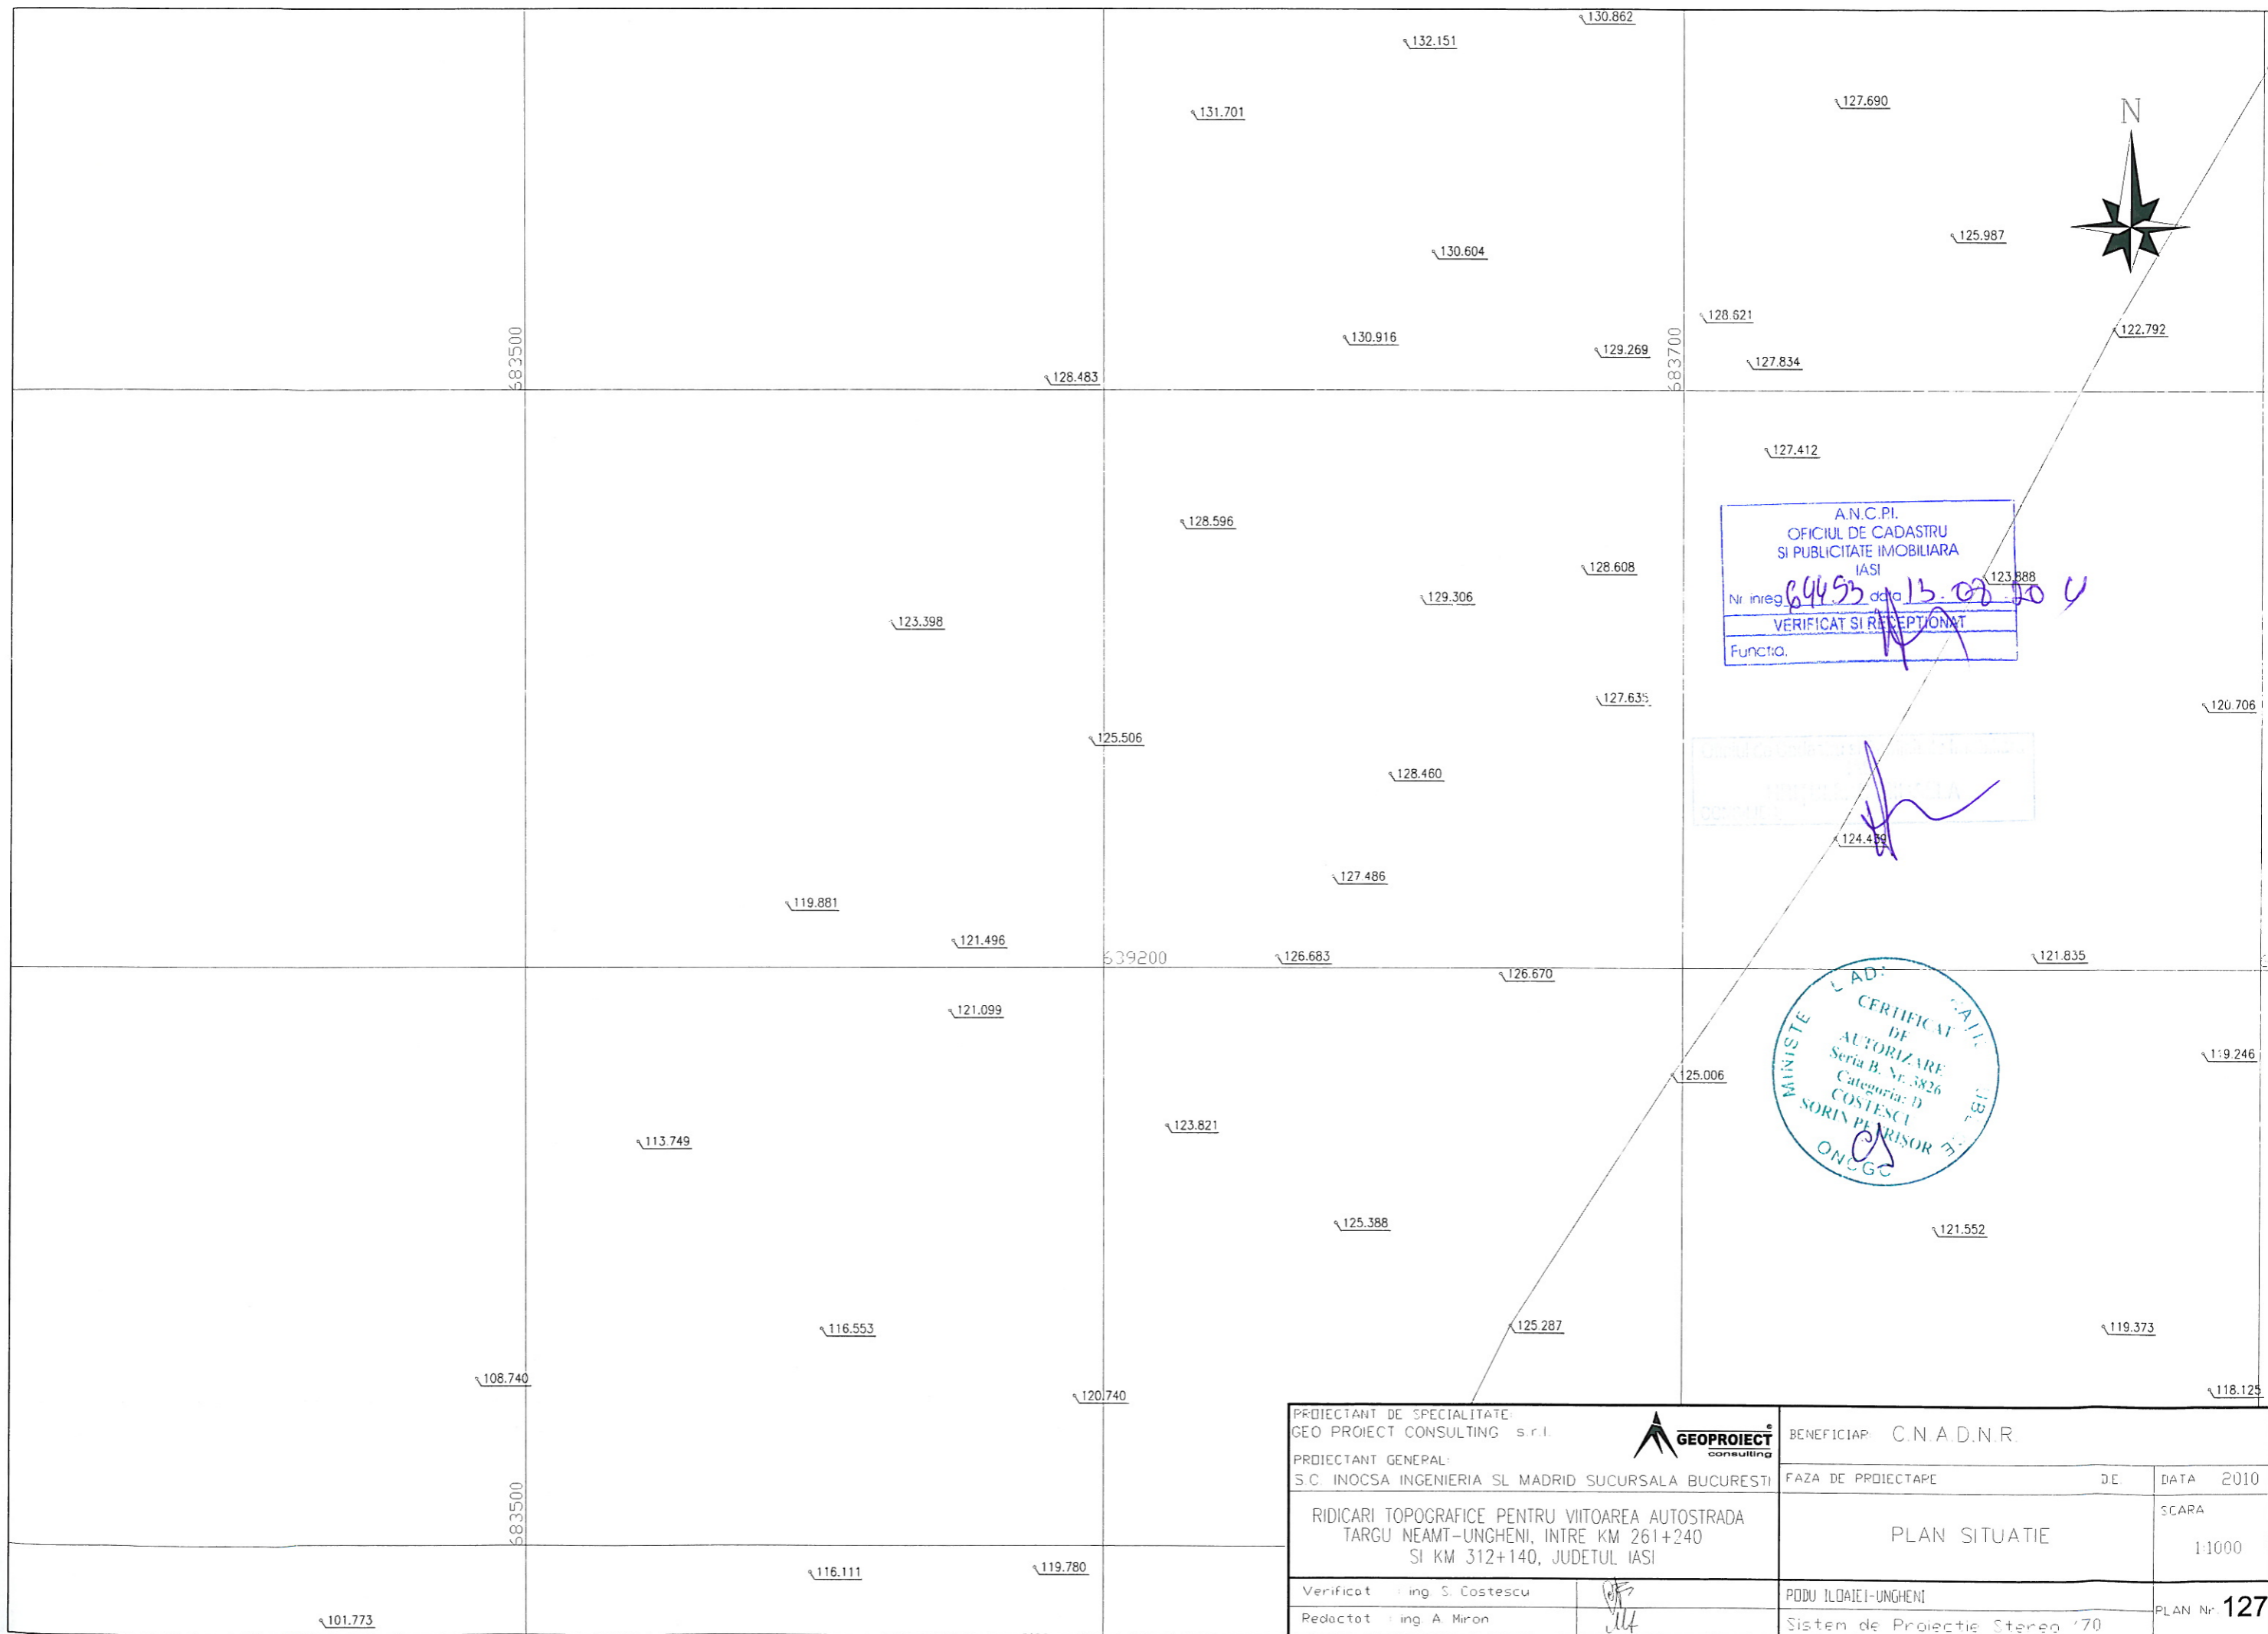 130.862
132.151
127.690
131.701
N
125.987
130.604
128.621
122.792
130.916
129.269
127.834
683500
683700
128.483
127.412
128.596
A.N.C.P.I.
OFICIUL DE CADASTRU
SI PUBLICITATE IMOBILIARA
IASI
Nr inreg 64453 data 13.
VERIFICAT SI RECEPTIONAT
Functia.
128.608
123.888
129.306
123.398
127.635
120.706
125.506
128.460
124.439
127.486
119.881
121.496
639200
126.683
126.670
121.835
121.099
CERTIFICAT
DE
AUTORIZARE
Seria B. Nr. 3826
Categoria: D
COSTESCU
SORIN PETRISOR
MINISTE
ONCGC
119.246
125.006
123.821
113.749
125.388
121.552
116.553
125.287
119.373
108.740
120.740
118.125
683500
116.111
119.780
101.773
PROIECTANT DE SPECIALITATE:
GEO PROIECT CONSULTING s.r.l.
GEOPROIECT
consulting
PROIECTANT GENERAL:
S.C. INOCSA INGENIERIA SL MADRID SUCURSALA BUCURESTI
BENEFICIAR: C.N.A.D.N.R.
FAZA DE PROIECTARE D.E.
DATA 2010
RIDICARI TOPOGRAFICE PENTRU VIITOAREA AUTOSTRADA
TARGU NEAMT-UNGHENI, INTRE KM 261+240
SI KM 312+140, JUDETUL IASI
PLAN SITUATIE
SCARA
1:1000
Verificat : ing. S. Costescu
Redactat : ing. A. Miron
PODU ILOAIEI-UNGHENI
Sistem de Proiectie Stereo '70
PLAN Nr. 127